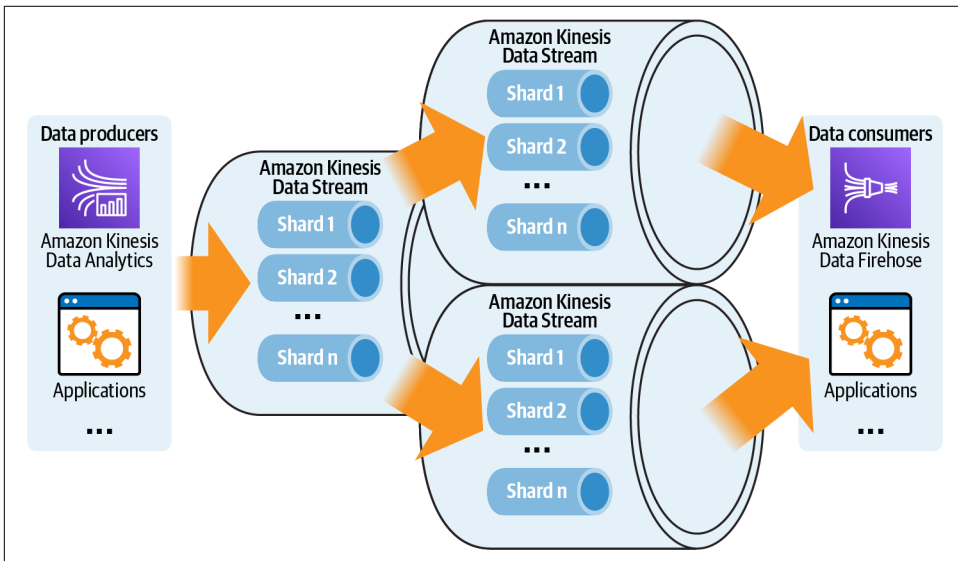 Data producers
Amazon Kinesis
Data Analytics
Applications
...
Amazon Kinesis
Data Stream
Shard 1
Shard 2
...
Shard n
Amazon Kinesis
Data Stream
Shard 1
Shard 2
...
Shard n
Amazon Kinesis
Data Stream
Shard 1
Shard 2
...
Shard n
Data consumers
Amazon Kinesis
Data Firehose
Applications
...